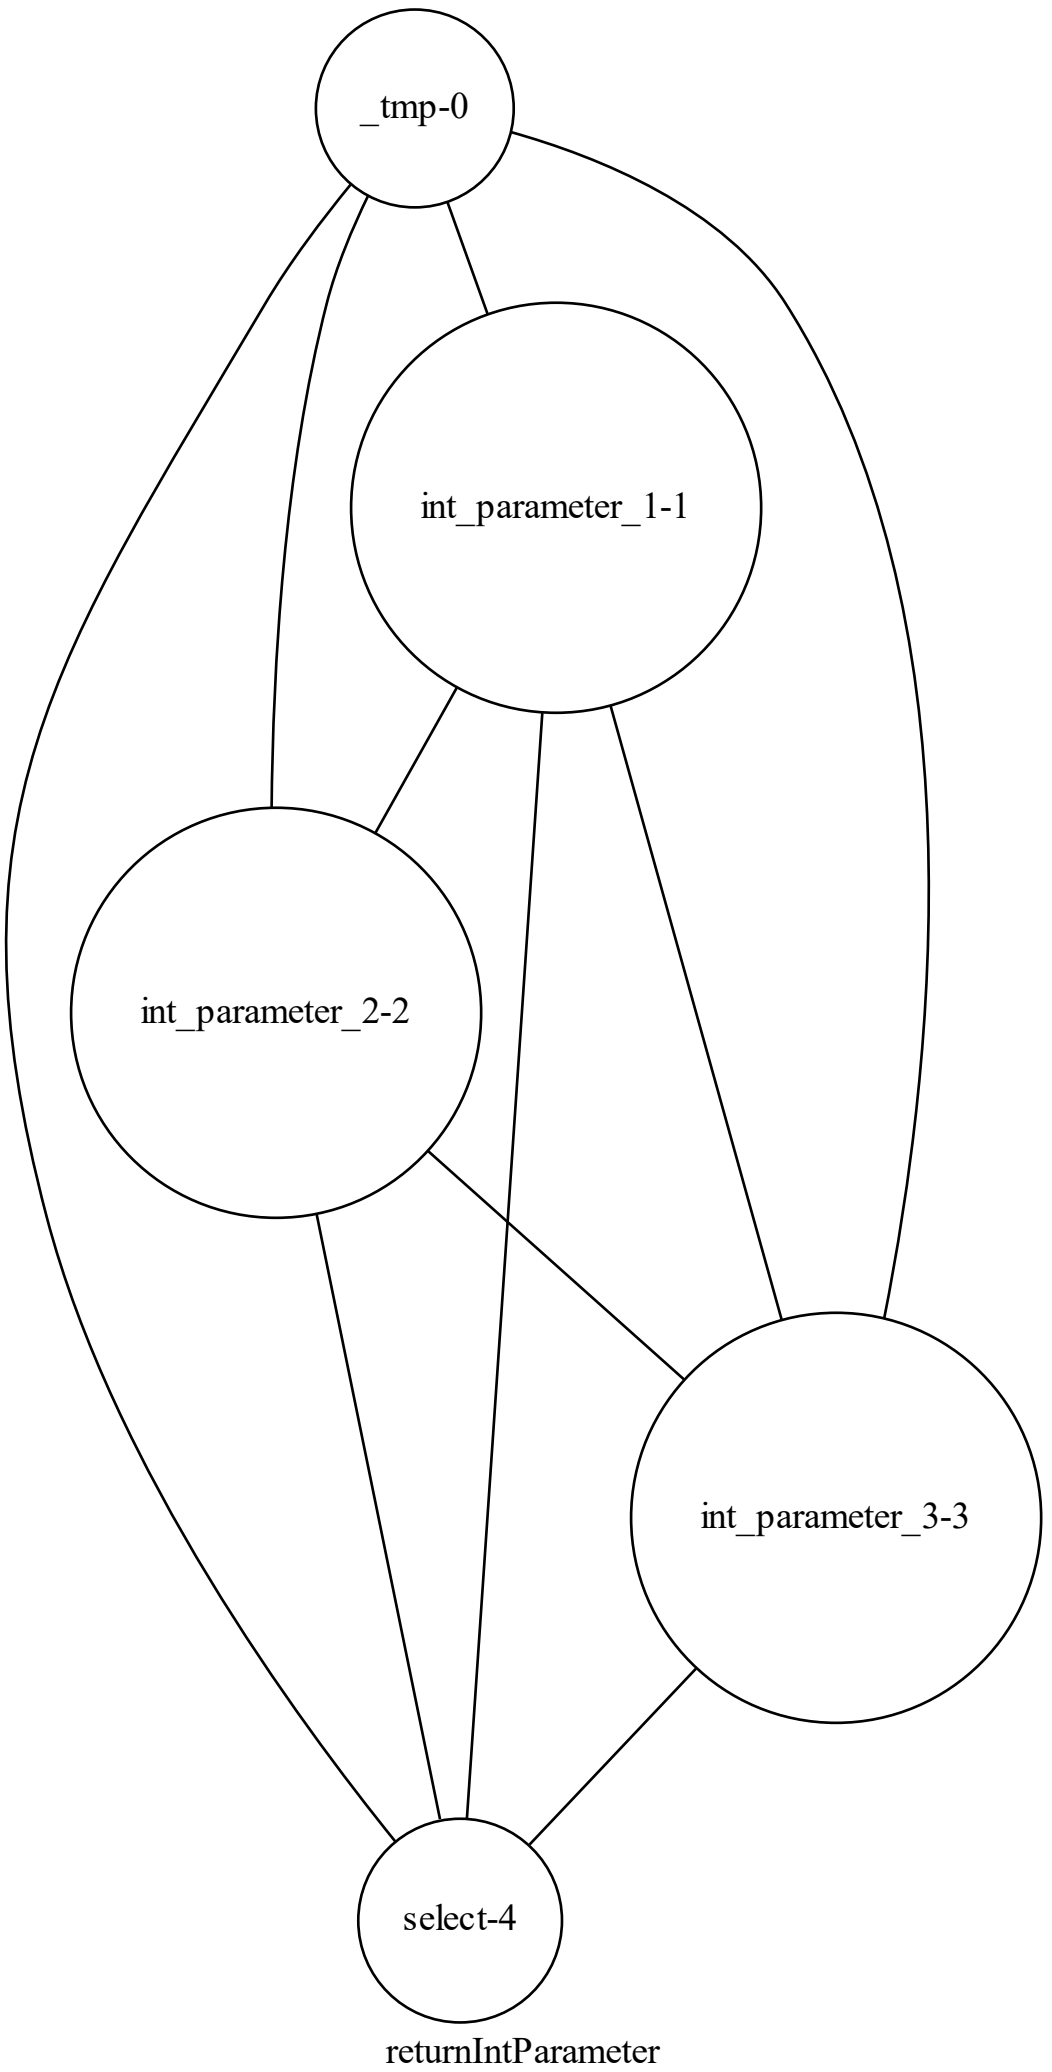 _tmp-0
int_parameter_1-1
int_parameter_2-2
int_parameter_3-3
select-4
returnIntParameter